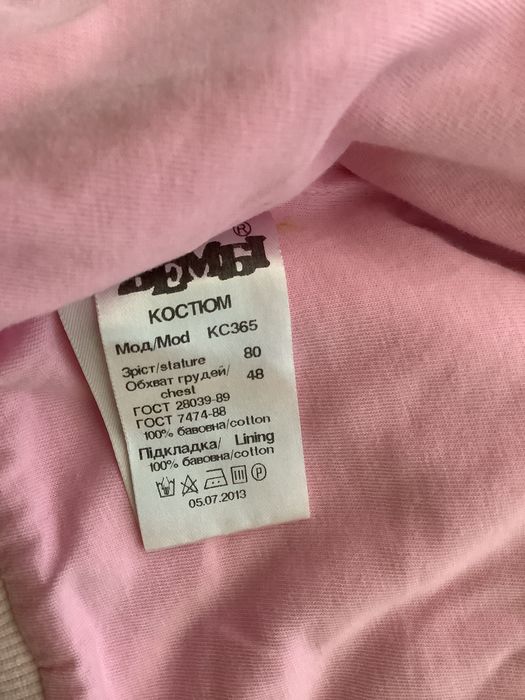 БЕМБІ ®
КОСТЮМ
Мод/Mod КС365
Зріст/stature 80
Обхват грудей/ chest 48
ГОСТ 28039-89
ГОСТ 7474-88
100% бавовна/cotton
Підкладка/ Lining
100% бавовна/cotton
P
05.07.2013